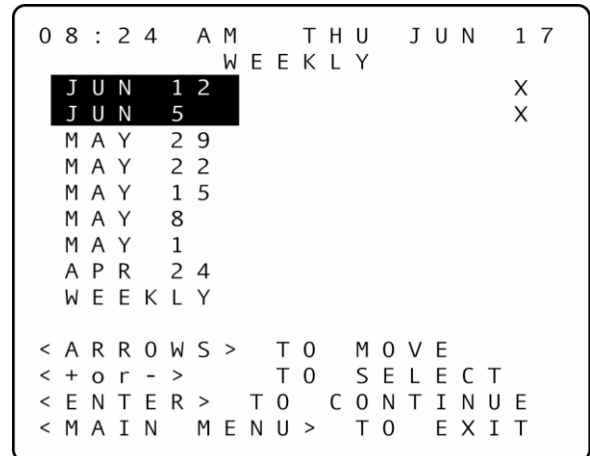 08:24 AM THU JUN 17
WEEKLY
JUN 12 X
JUN 5 X
MAY 29
MAY 22
MAY 15
MAY 8
MAY 1
APR 24
WEEKLY
<ARROWS> TO MOVE
<+or-> TO SELECT
<ENTER> TO CONTINUE
<MAIN MENU> TO EXIT